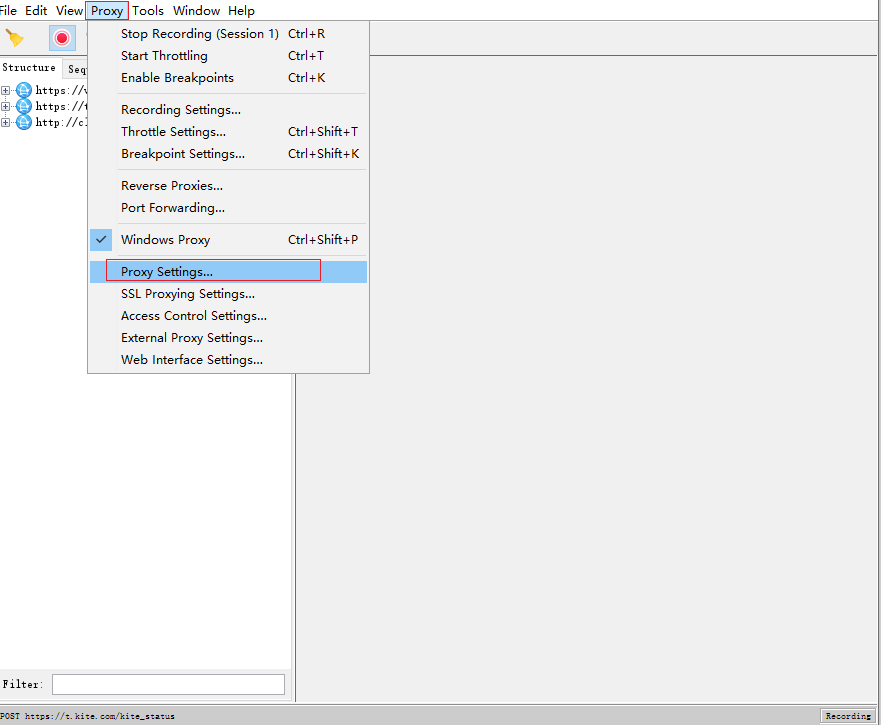 File Edit View Proxy Tools Window Help
Stop Recording (Session 1) Ctrl+R
Start Throttling Ctrl+T
Enable Breakpoints Ctrl+K
Structure
Recording Settings...
Throttle Settings... Ctrl+Shift+T
Breakpoint Settings... Ctrl+Shift+K
Reverse Proxies...
Port Forwarding...
Windows Proxy Ctrl+Shift+P
Proxy Settings...
SSL Proxying Settings...
Access Control Settings...
External Proxy Settings...
Web Interface Settings...
https://
https://t
http://c
Filter:
POST https://t.kite.com/kite_status
Recording